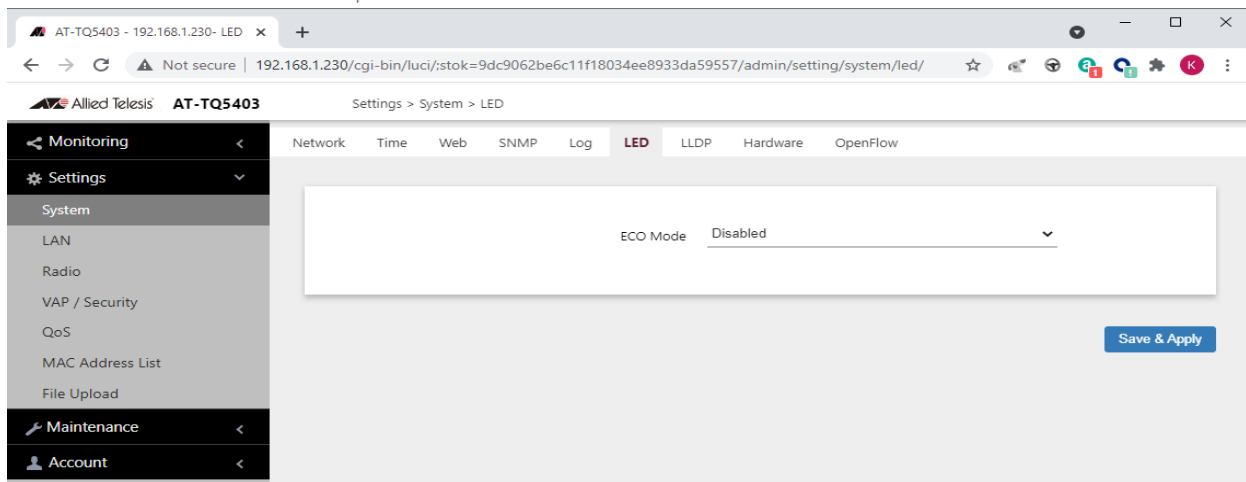 AT-TQ5403 - 192.168.1.230- LED
Not secure | 192.168.1.230/cgi-bin/luci/;stok=9dc9062be6c11f18034ee8933da59557/admin/setting/system/led/
K
Allied Telesis AT-TQ5403
Settings > System > LED
Monitoring
Network Time Web SNMP Log LED LLDP Hardware OpenFlow
Settings
System
LAN
Radio
VAP / Security
QoS
MAC Address List
File Upload
Maintenance
Account
ECO Mode Disabled
Save & Apply